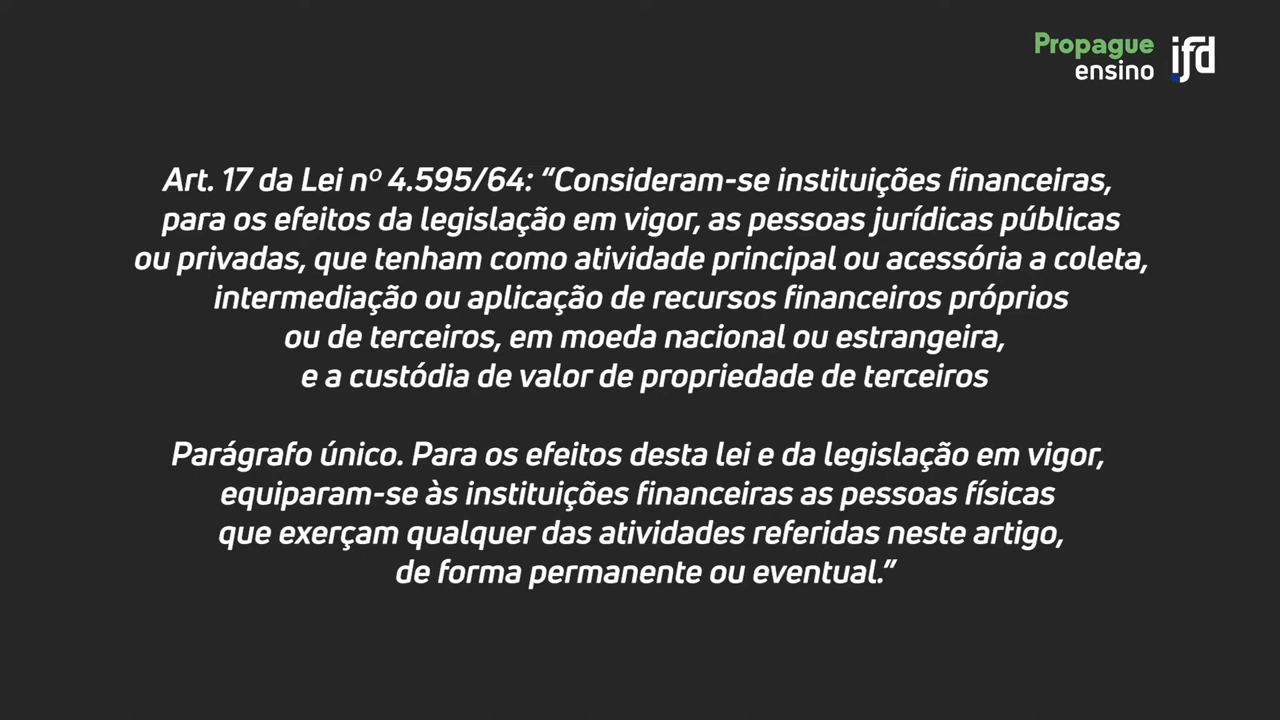 Propague
ensino
ifd
Art. 17 da Lei nº 4.595/64: “Consideram-se instituições financeiras,
para os efeitos da legislação em vigor, as pessoas jurídicas públicas
ou privadas, que tenham como atividade principal ou acessória a coleta,
intermediação ou aplicação de recursos financeiros próprios
ou de terceiros, em moeda nacional ou estrangeira,
e a custódia de valor de propriedade de terceiros
Parágrafo único. Para os efeitos desta lei e da legislação em vigor,
equiparam-se às instituições financeiras as pessoas físicas
que exerçam qualquer das atividades referidas neste artigo,
de forma permanente ou eventual.”